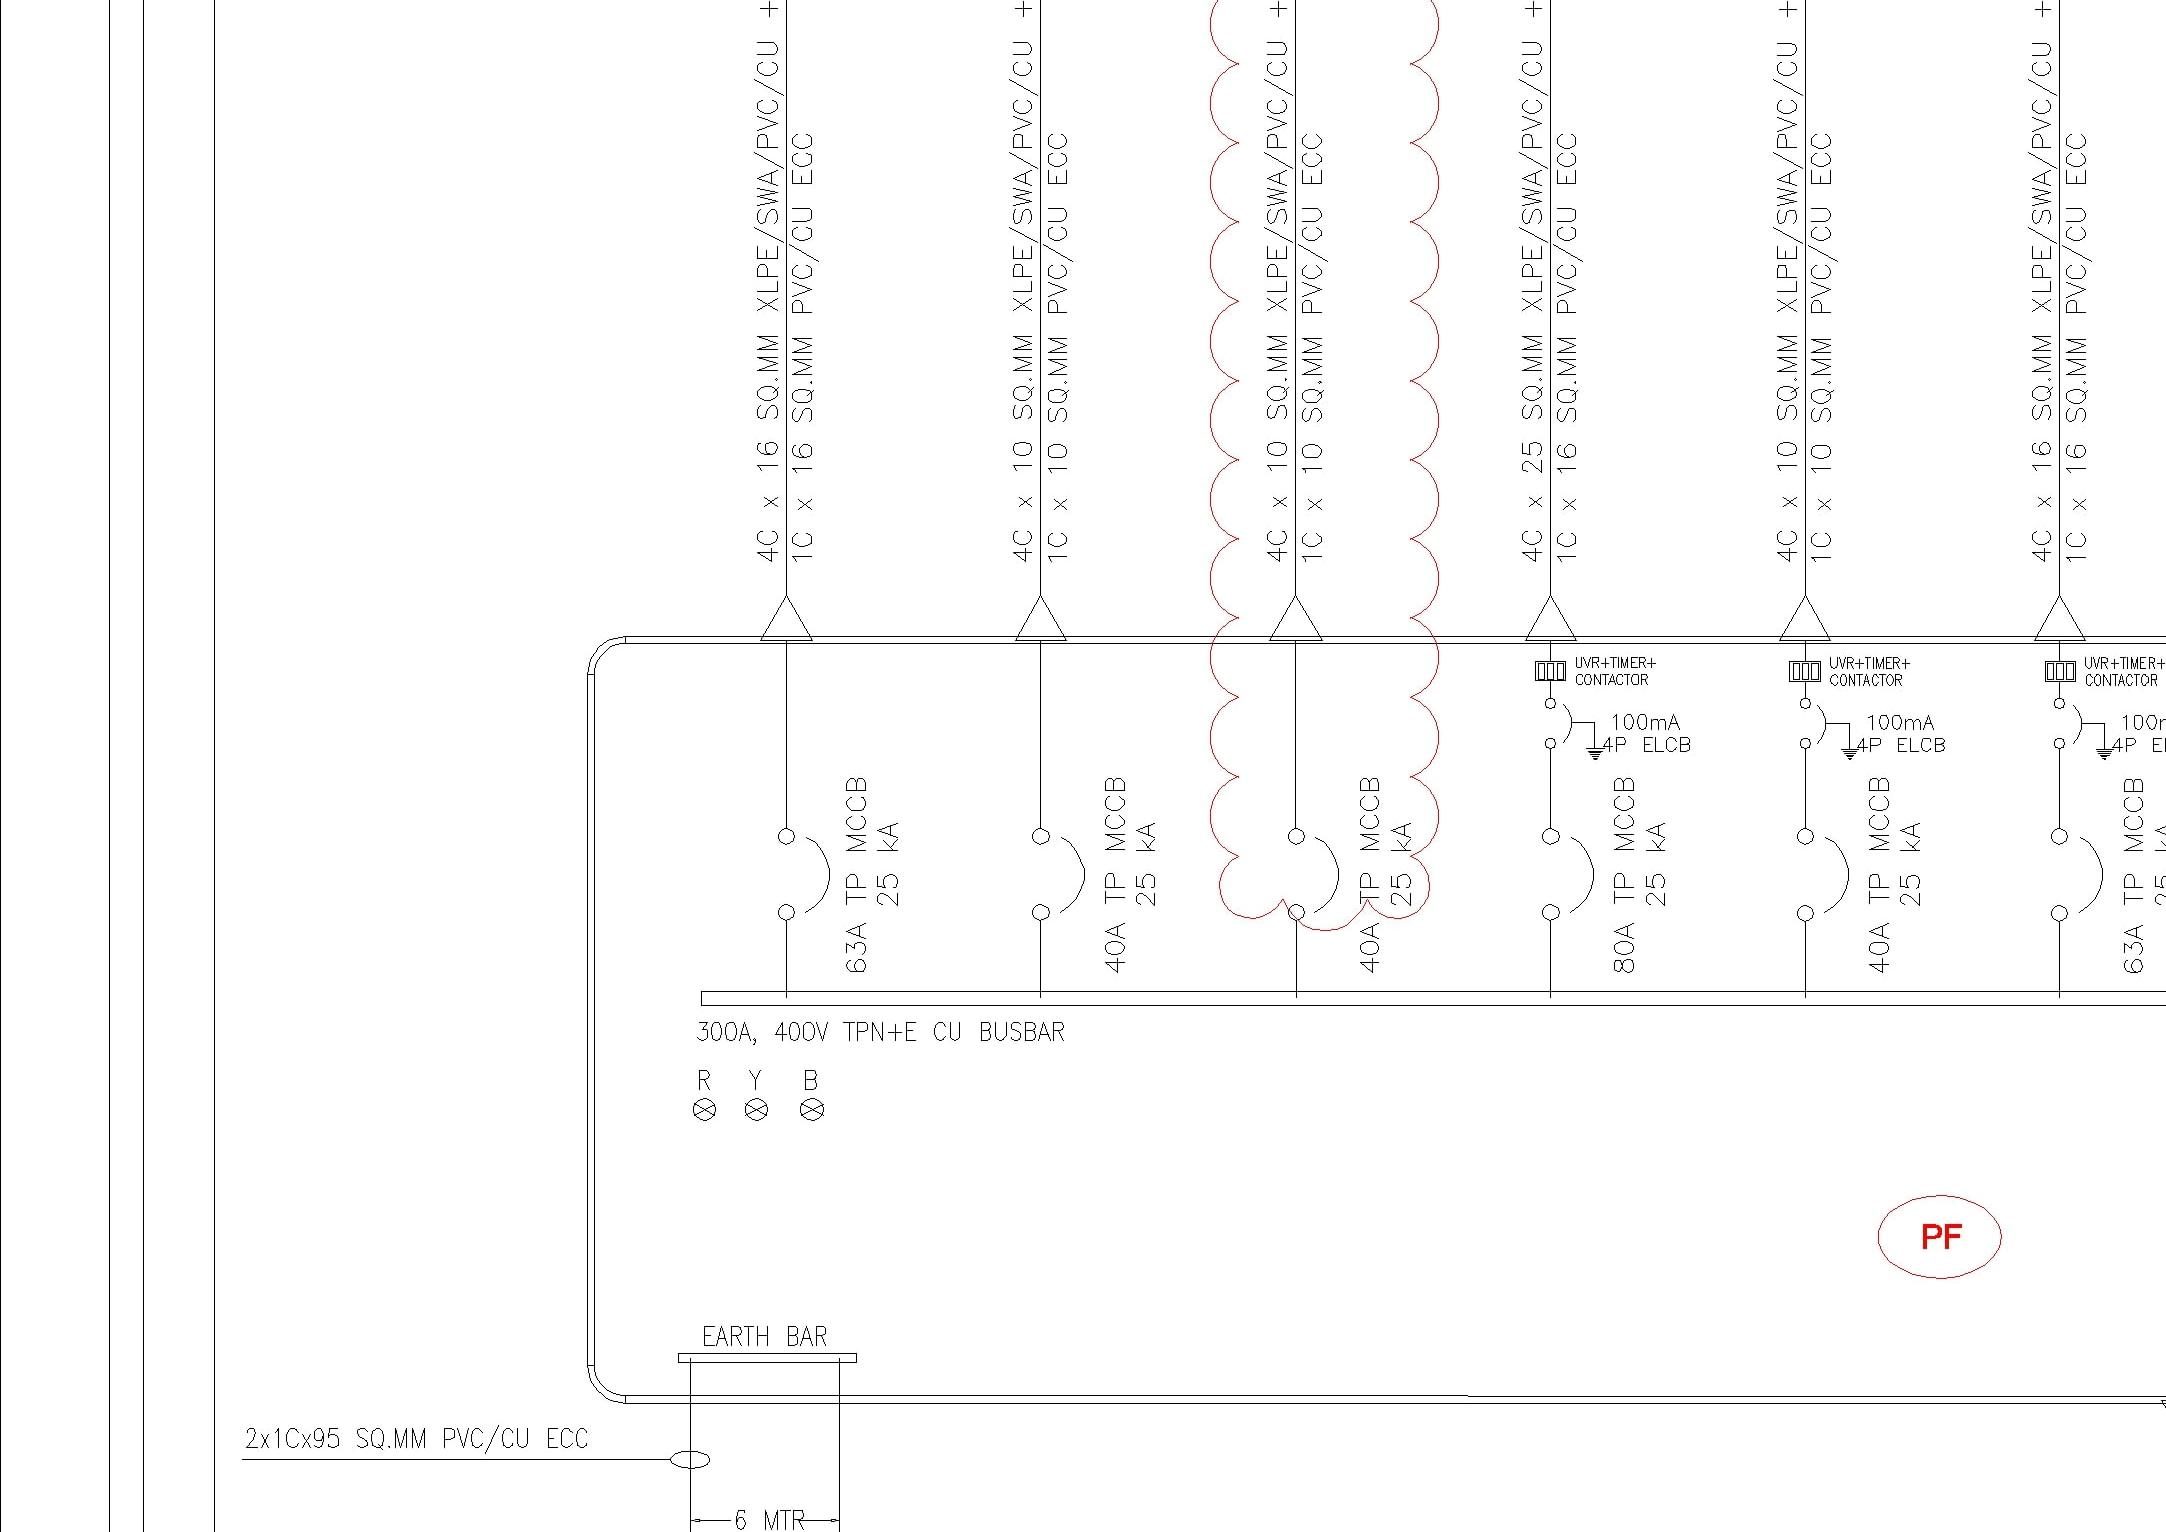 4C x 16 SQ.MM XLPE/SWA/PVC/CU +
1C x 16 SQ.MM PVC/CU ECC
4C x 10 SQ.MM XLPE/SWA/PVC/CU +
1C x 10 SQ.MM PVC/CU ECC
4C x 10 SQ.MM XLPE/SWA/PVC/CU +
1C x 10 SQ.MM PVC/CU ECC
4C x 25 SQ.MM XLPE/SWA/PVC/CU +
1C x 16 SQ.MM PVC/CU ECC
4C x 10 SQ.MM XLPE/SWA/PVC/CU +
1C x 10 SQ.MM PVC/CU ECC
4C x 16 SQ.MM XLPE/SWA/PVC/CU +
1C x 16 SQ.MM PVC/CU ECC
UVR+TIMER+
CONTACTOR
UVR+TIMER+
CONTACTOR
UVR+TIMER+
CONTACTOR
100mA
4P ELCB
100mA
4P ELCB
4P
63A TP MCCB
25 kA
40A TP MCCB
25 kA
40A TP MCCB
25 kA
80A TP MCCB
25 kA
40A TP MCCB
25 kA
63A TP MCCB
300A, 400V TPN+E CU BUSBAR
R Y B
PF
EARTH BAR
2x1Cx95 SQ.MM PVC/CU ECC
6 MTR